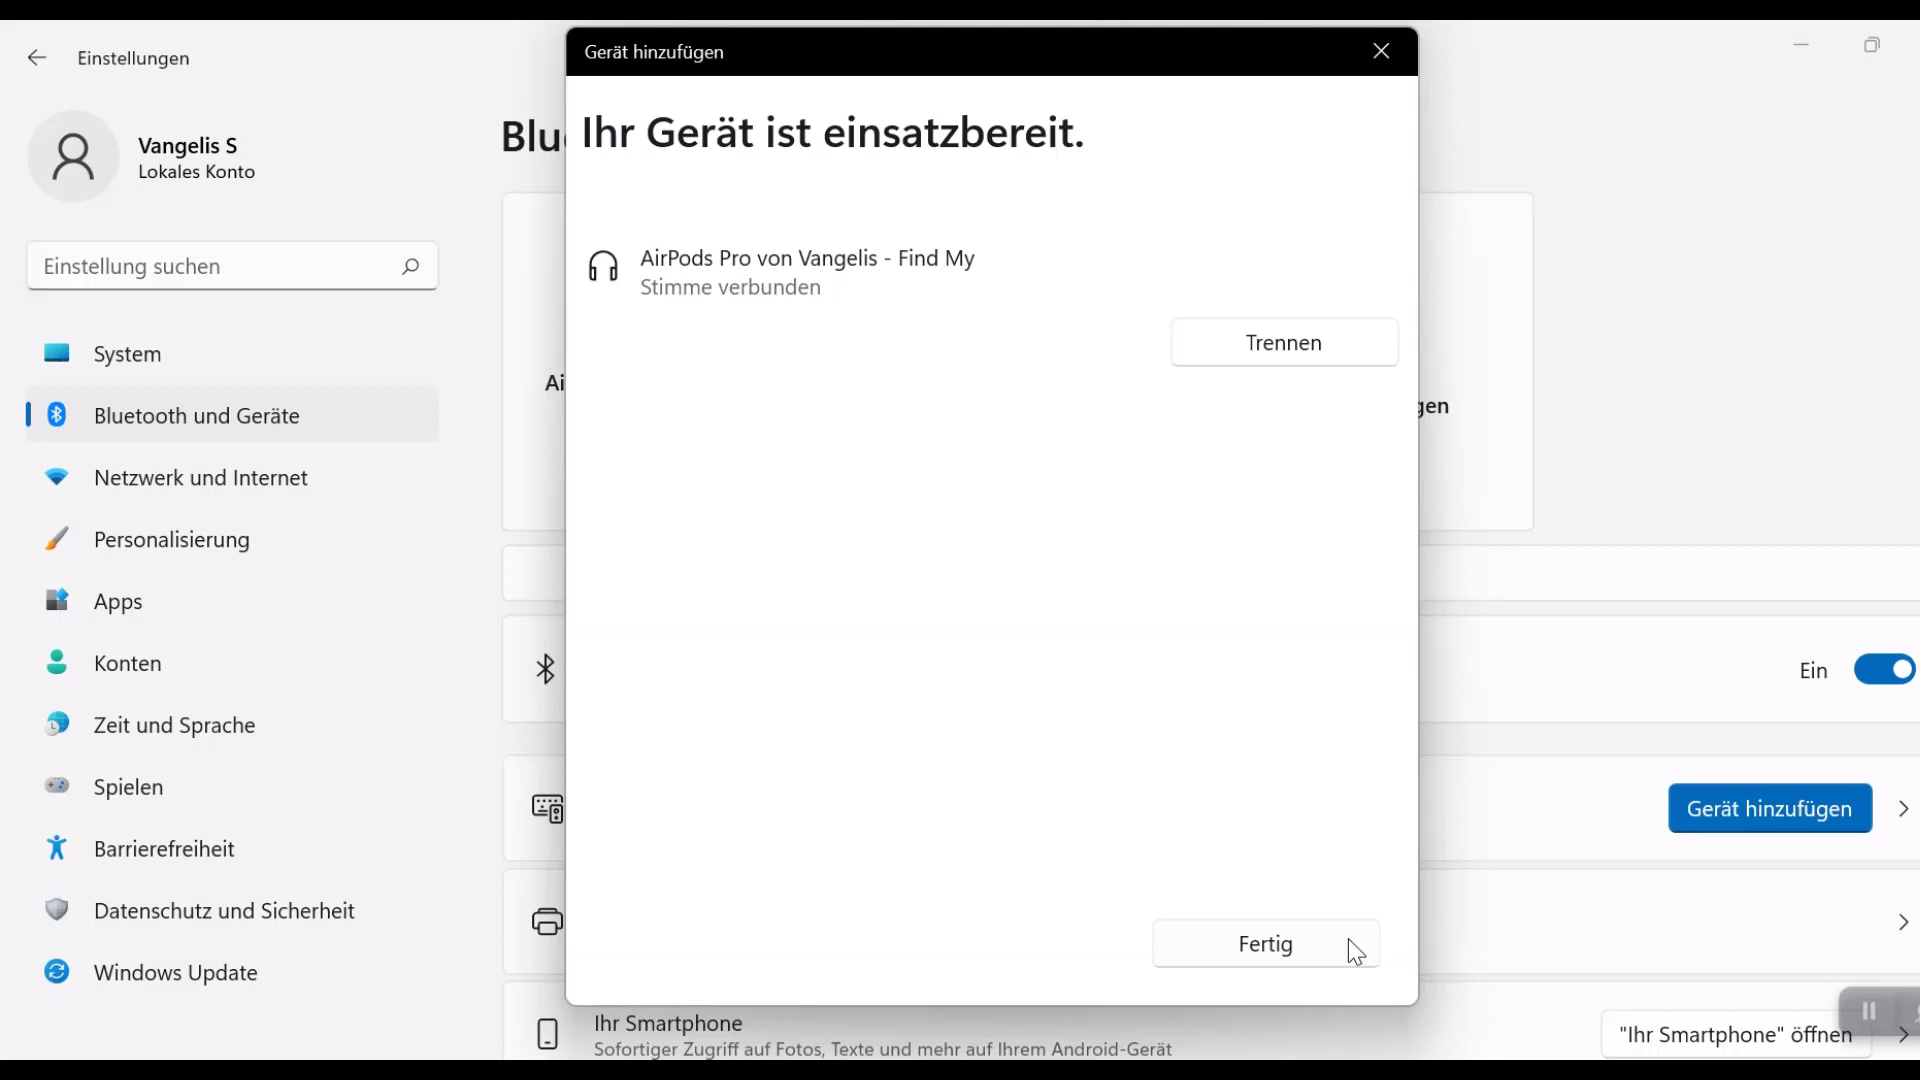 Einstellungen
Vangelis S
Lokales Konto
Einstellung suchen
System
Bluetooth und Geräte
Netzwerk und Internet
Personalisierung
Apps
Konten
Zeit und Sprache
Spielen
Barrierefreiheit
Datenschutz und Sicherheit
Windows Update
Gerät hinzufügen
Blu
Ihr Gerät ist einsatzbereit.
AirPods Pro von Vangelis - Find My
Stimme verbunden
Trennen
Ai
gen
Ein
Gerät hinzufügen
Fertig
Ihr Smartphone
Sofortiger Zugriff auf Fotos, Texte und mehr auf Ihrem Android-Gerät
"Ihr Smartphone" öffnen